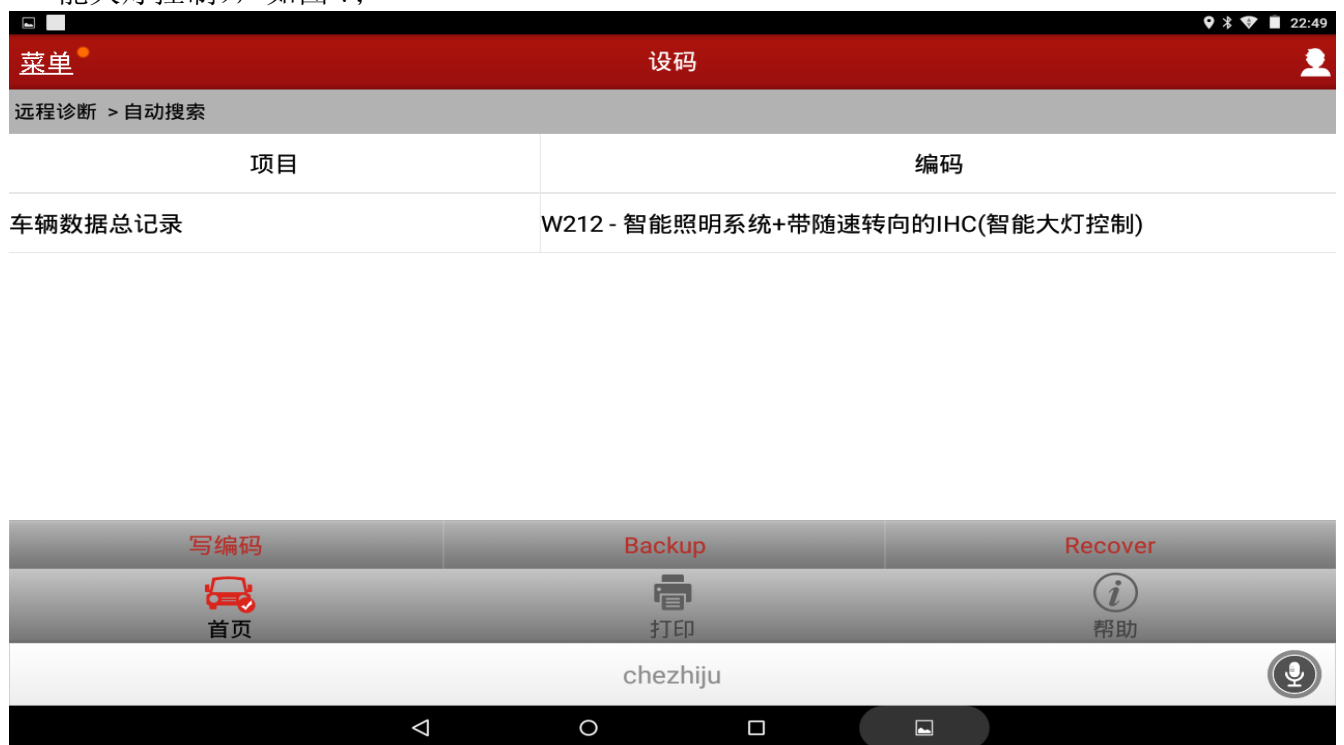 22:49
菜单
设码
远程诊断 >自动搜索
项目 编码
车辆数据总记录 W212 - 智能照明系统+带随速转向的IHC(智能大灯控制)
写编码 Backup Recover
首页 打印 帮助
chezhiju